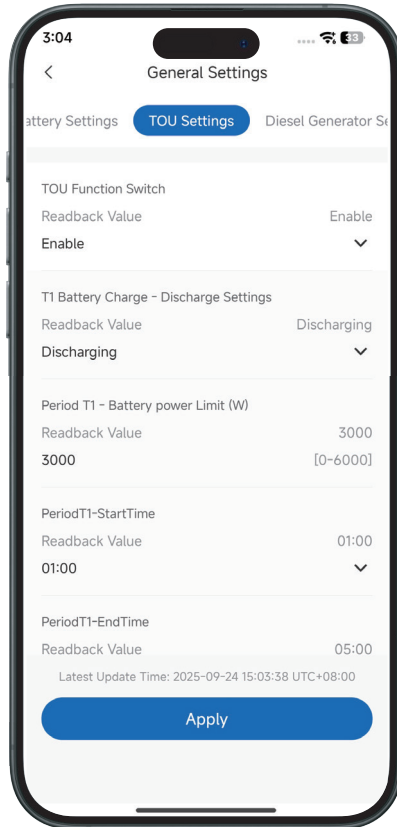 3:04
33
General Settings
attery Settings TOU Settings Diesel Generator Se
TOU Function Switch
Readback Value Enable
Enable
T1 Battery Charge - Discharge Settings
Readback Value Discharging
Discharging
Period T1 - Battery power Limit (W)
Readback Value 3000
3000 [0-6000]
PeriodT1-StartTime
Readback Value 01:00
01:00
PeriodT1-EndTime
Readback Value 05:00
Latest Update Time: 2025-09-24 15:03:38 UTC+08:00
Apply